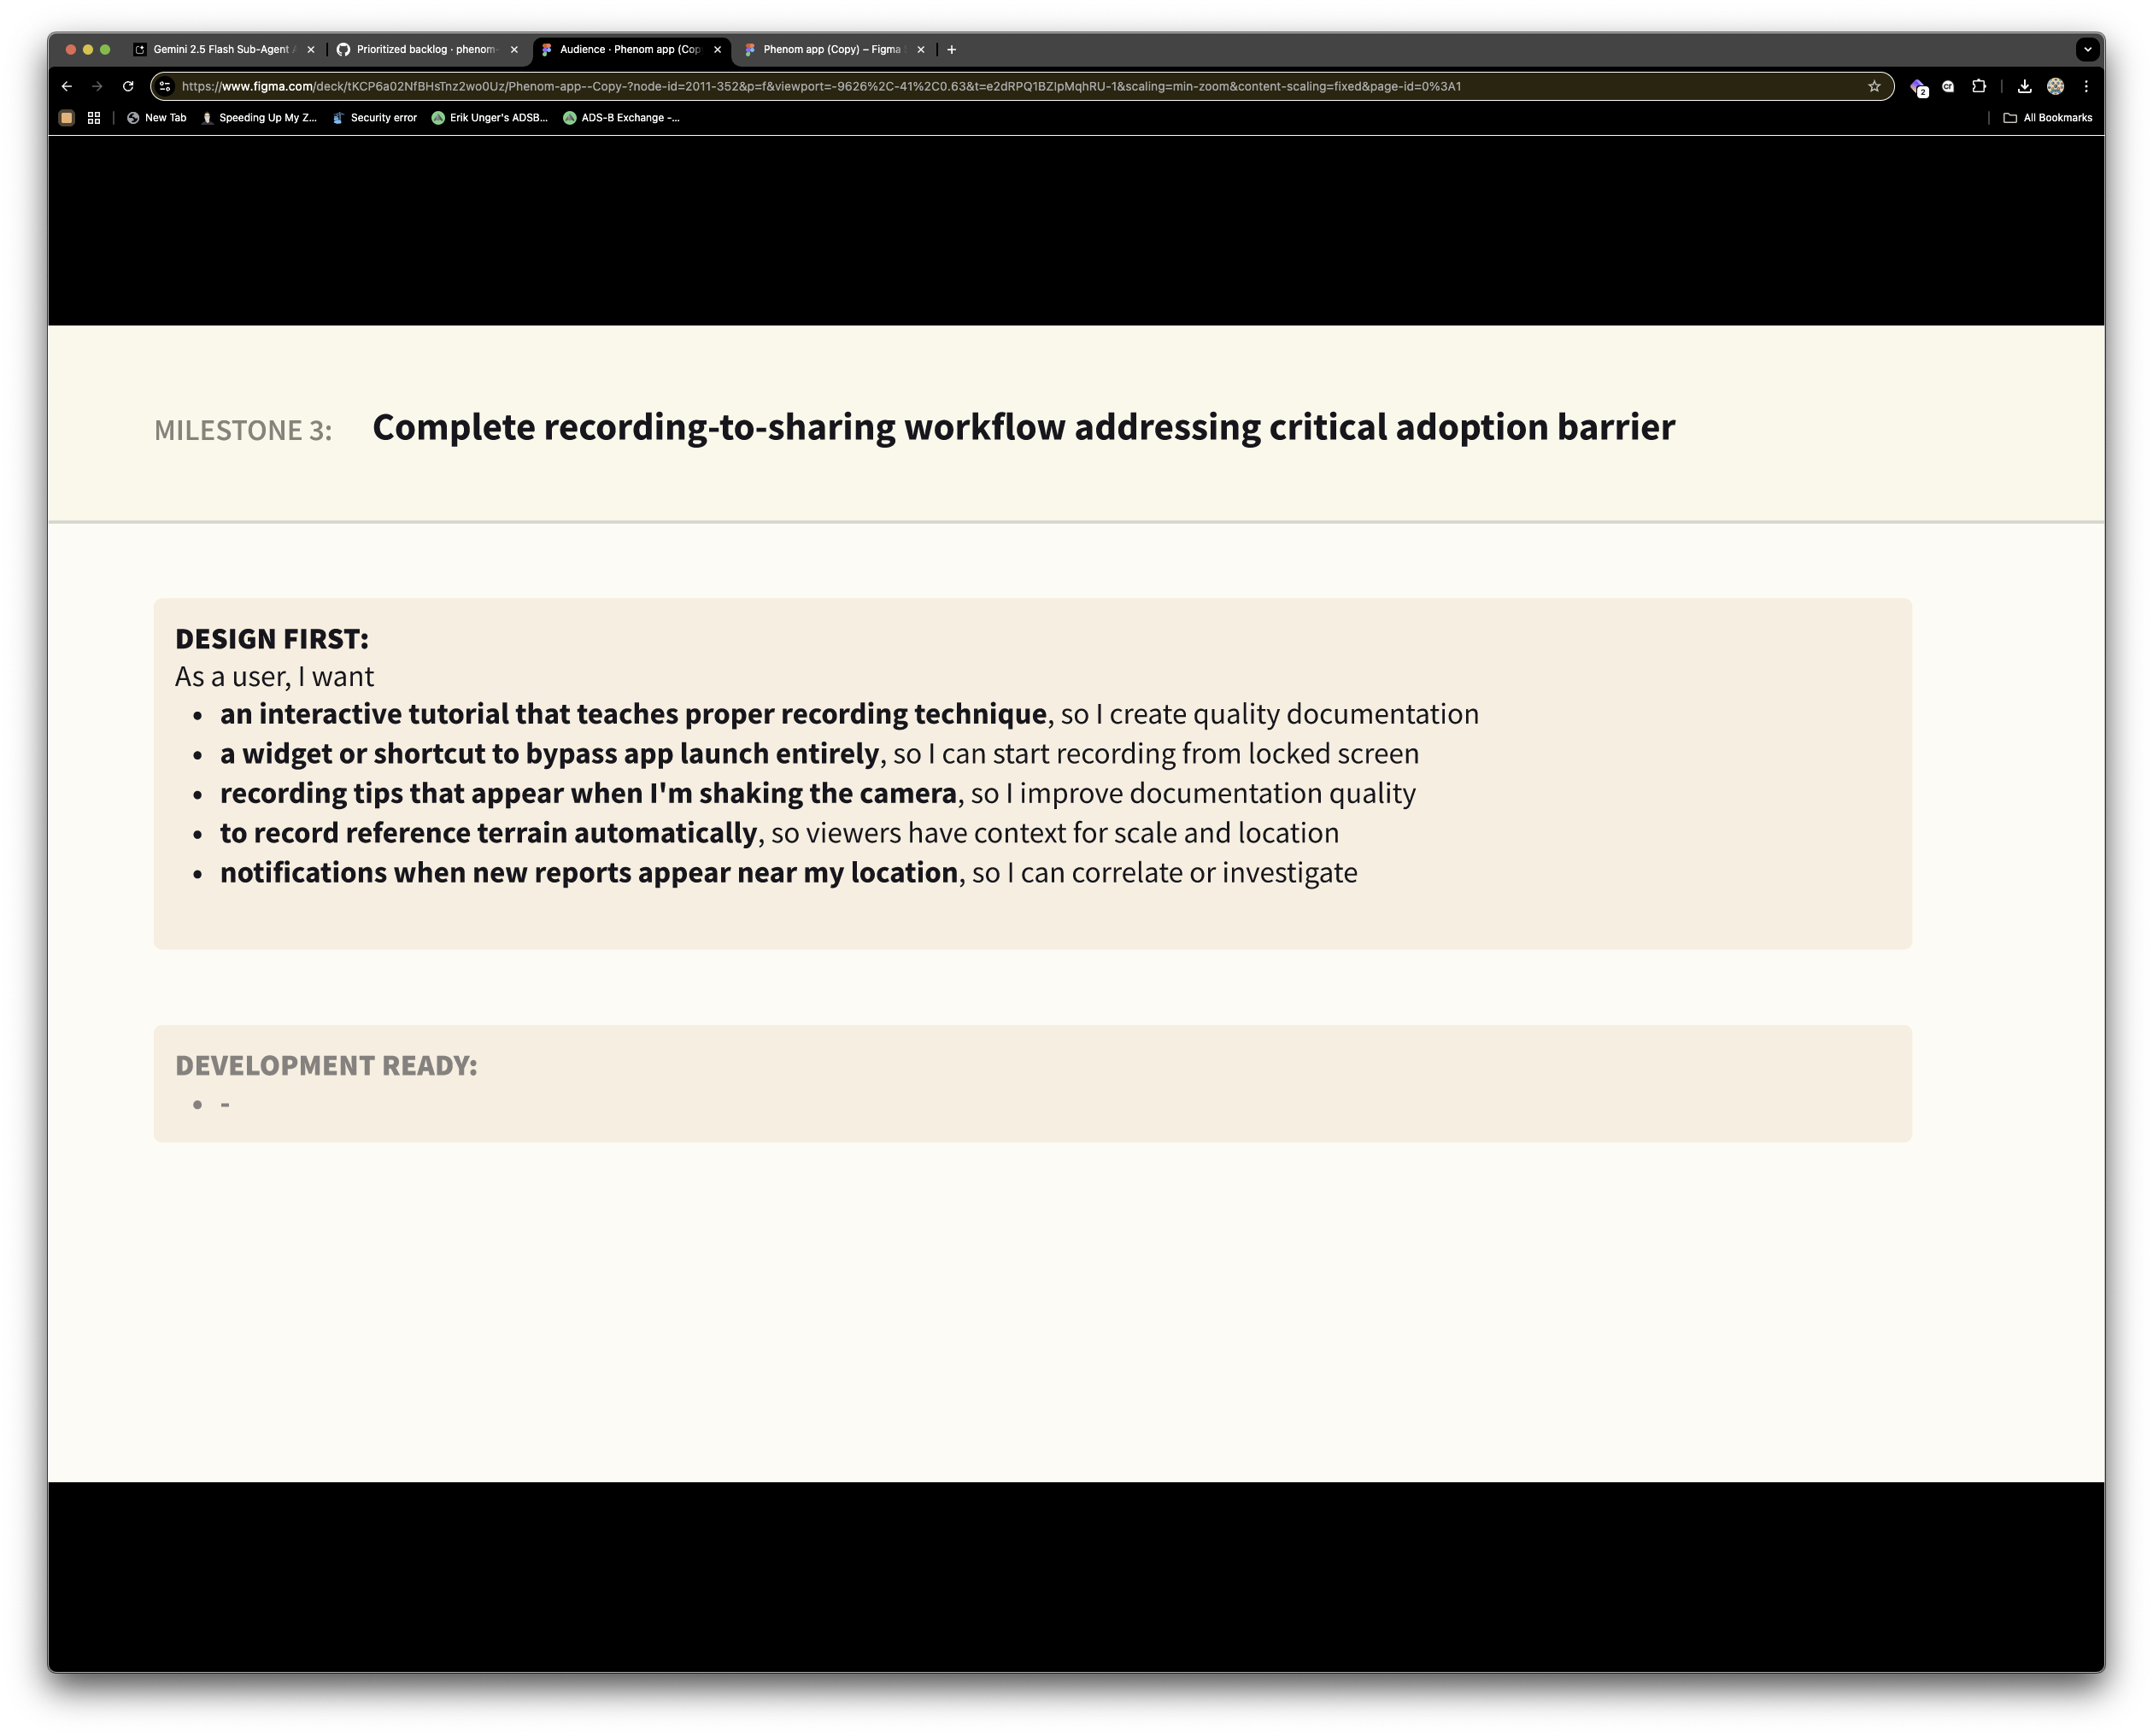 Gemini 2.5 Flash Sub-Agent
Prioritized backlog · phenom-
Audience · Phenom app (Cop
Phenom app (Copy) – Figma
https://www.figma.com/deck/tKCP6a02NfBHsTnz2wo0Uz/Phenom-app--Copy-?node-id=2011-352&p=f&viewport=-9626%2C-41%2C0.63&t=e2dRPQ1BZIpMqhRU-1&scaling=min-zoom&content-scaling=fixed&page-id=0%3A1
2
New Tab
Speeding Up My Z...
Security error
Erik Unger's ADSB...
ADS-B Exchange -...
All Bookmarks
MILESTONE 3: Complete recording-to-sharing workflow addressing critical adoption barrier
DESIGN FIRST:
As a user, I want
• an interactive tutorial that teaches proper recording technique, so I create quality documentation
• a widget or shortcut to bypass app launch entirely, so I can start recording from locked screen
• recording tips that appear when I'm shaking the camera, so I improve documentation quality
• to record reference terrain automatically, so viewers have context for scale and location
• notifications when new reports appear near my location, so I can correlate or investigate
DEVELOPMENT READY:
• -